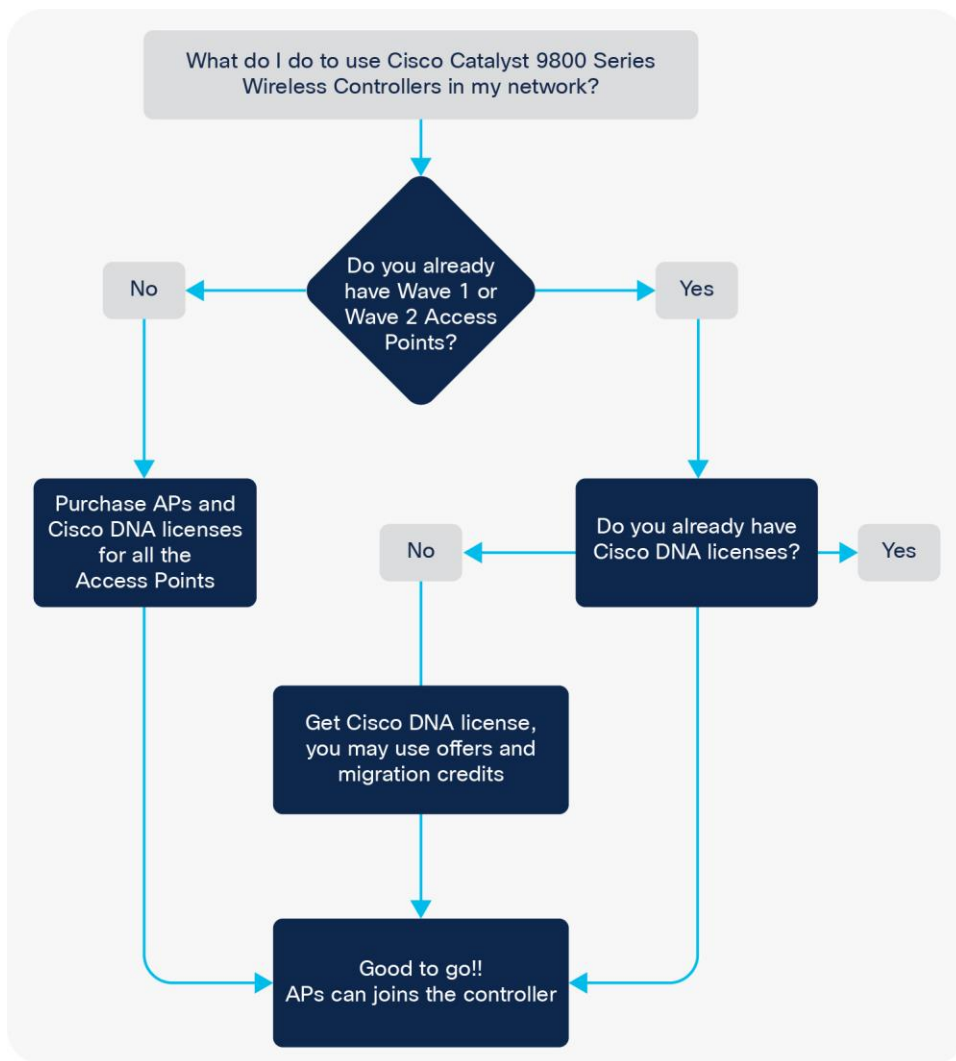 What do I do to use Cisco Catalyst 9800 Series
Wireless Controllers in my network?
Do you already
have Wave 1 or
Wave 2 Access
Points?
No
Yes
Purchase APs and
Cisco DNA licenses
for all the
Access Points
Do you already have
Cisco DNA licenses?
No
Yes
Get Cisco DNA license,
you may use offers and
migration credits
Good to go!!
APs can joins the controller